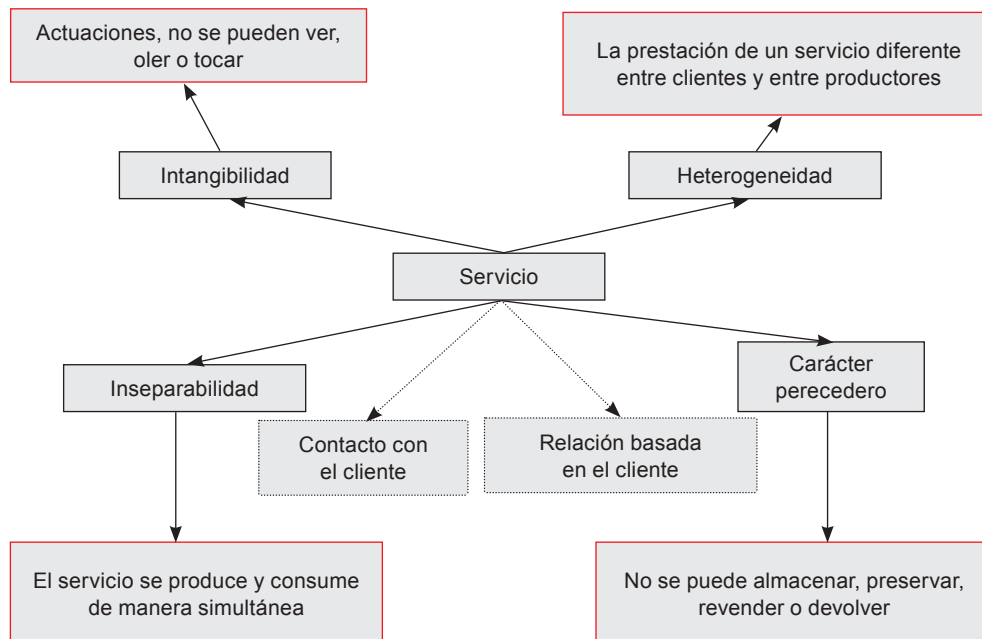 Actuaciones, no se pueden ver,
oler o tocar
La prestación de un servicio diferente
entre clientes y entre productores
Intangibilidad
Heterogeneidad
Servicio
Inseparabilidad
Carácter
perecedero
Contacto con
el cliente
Relación basada
en el cliente
El servicio se produce y consume
de manera simultánea
No se puede almacenar, preservar,
revender o devolver